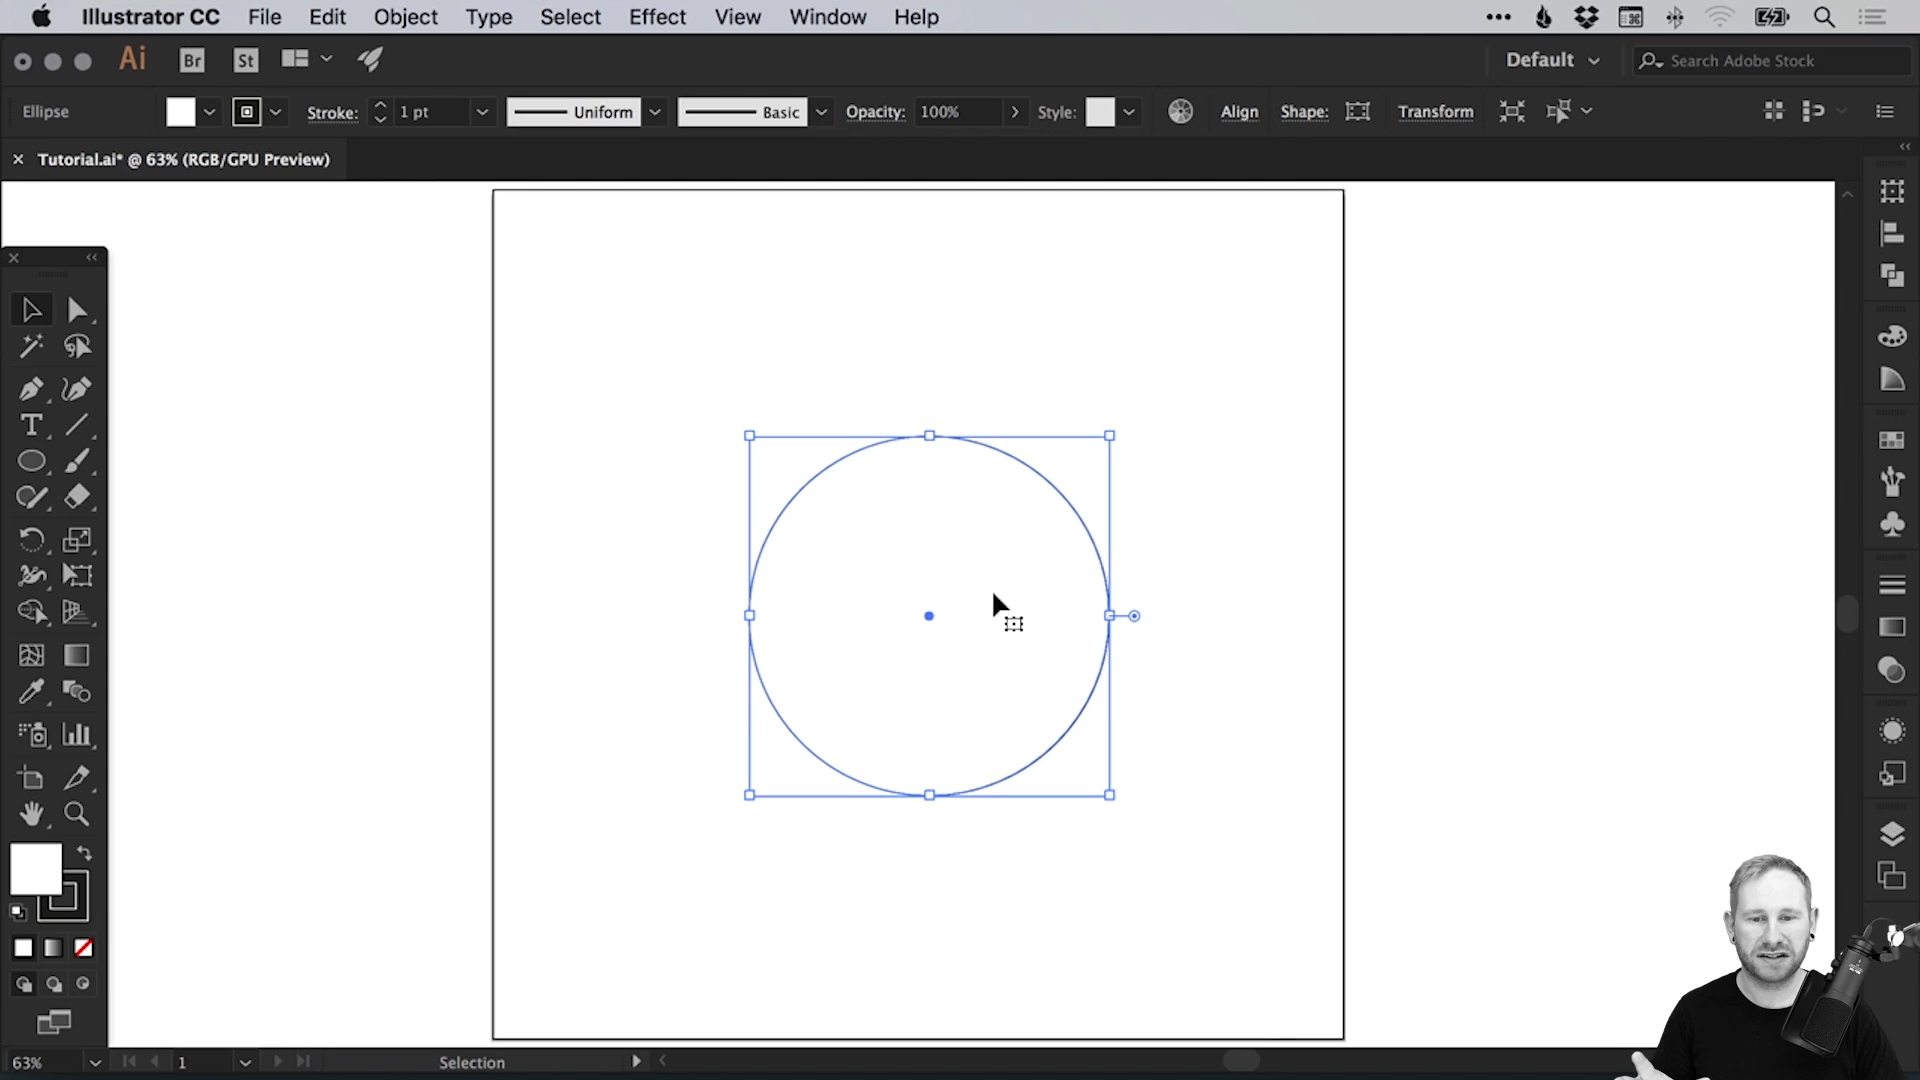 Illustrator CC File Edit Object Type Select Effect View Window Help
Ai Br St Default Search Adobe Stock
Ellipse Stroke: 1 pt Uniform Basic Opacity: 100% Style: Align Shape: Transform
Tutorial.ai* @ 63% (RGB/GPU Preview)
T
63% 1 Selection